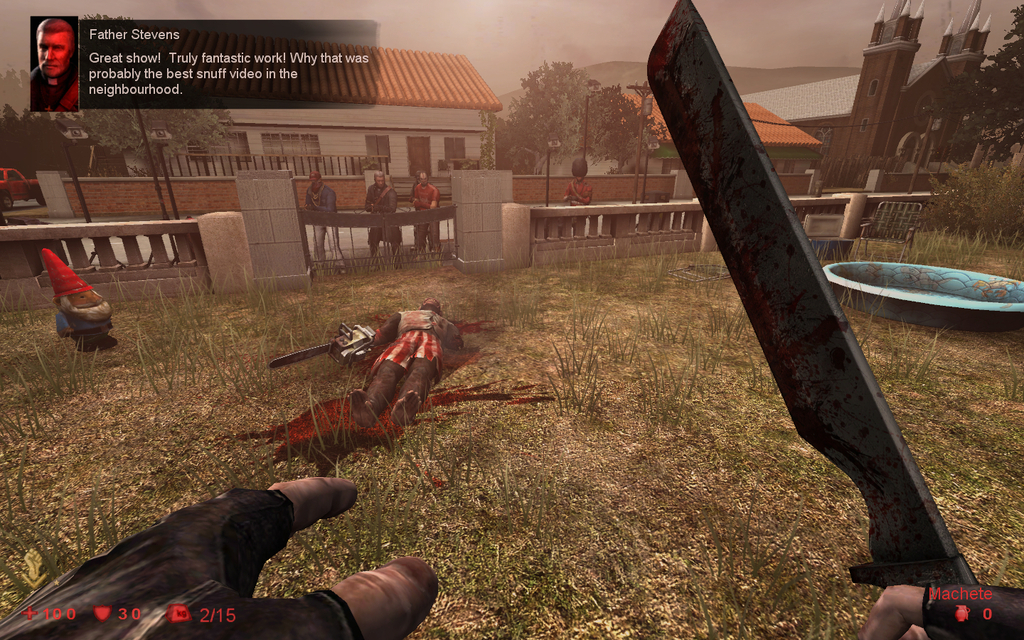 Father Stevens
Great show!  Truly fantastic work! Why that was
probably the best snuff video in the
neighbourhood.
Machete
100 30 2/15 0